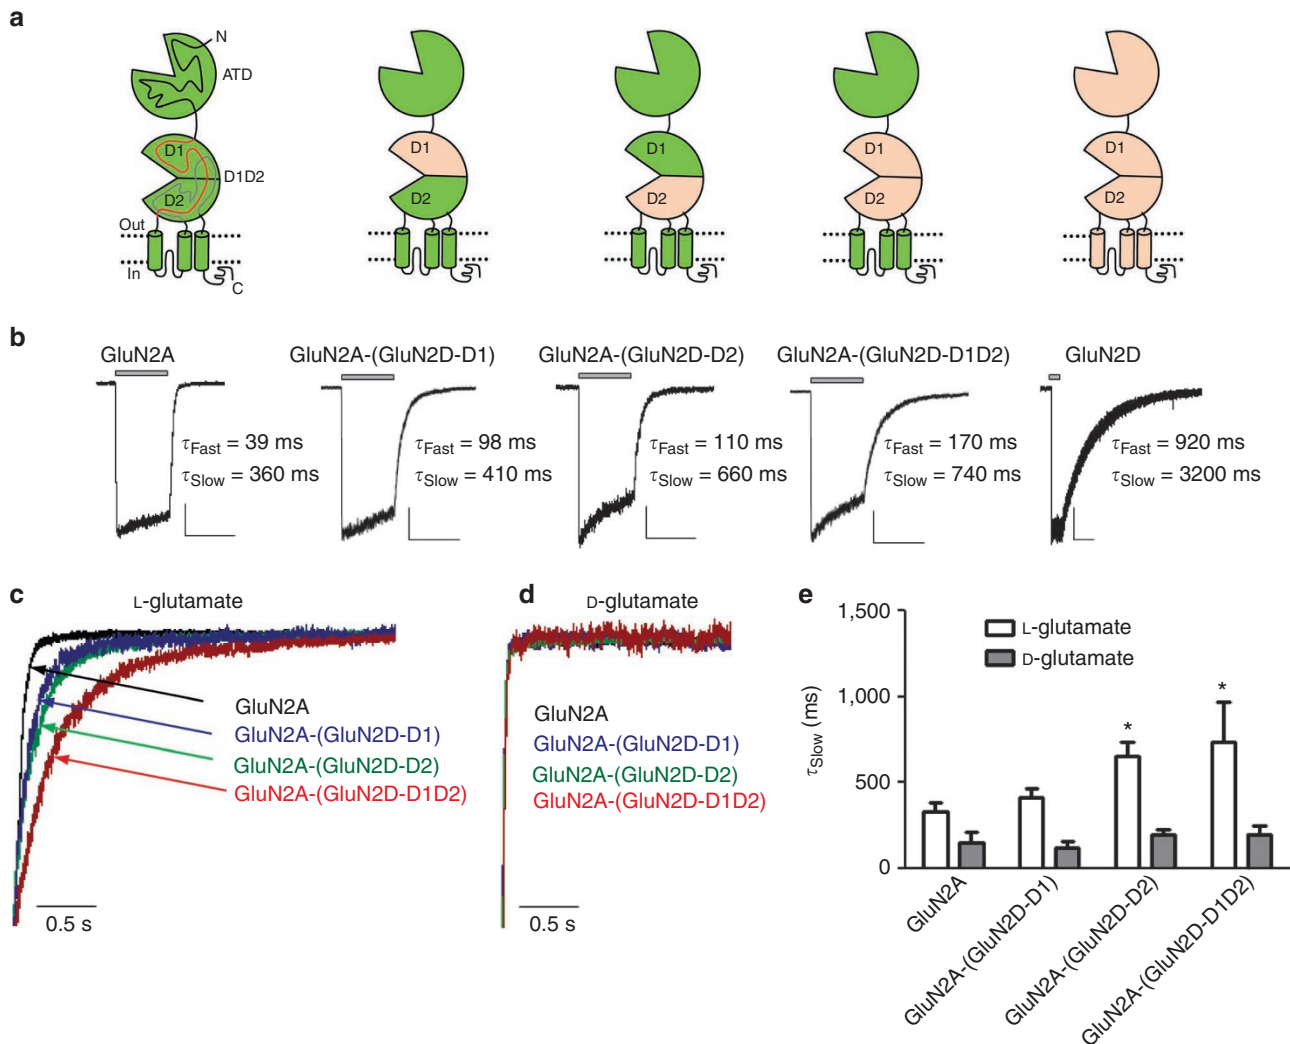 a
N
ATD
D1
D1D2
D2
Out
In
C
D1
D2
D1
D2
D1
D2
D1
D2
b
GluN2A
GluN2A-(GluN2D-D1)
GluN2A-(GluN2D-D2)
GluN2A-(GluN2D-D1D2)
GluN2D
τFast = 39 ms
τSlow = 360 ms
τFast = 98 ms
τSlow = 410 ms
τFast = 110 ms
τSlow = 660 ms
τFast = 170 ms
τSlow = 740 ms
τFast = 920 ms
τSlow = 3200 ms
c
L-glutamate
GluN2A
GluN2A-(GluN2D-D1)
GluN2A-(GluN2D-D2)
GluN2A-(GluN2D-D1D2)
0.5 s
d
D-glutamate
GluN2A
GluN2A-(GluN2D-D1)
GluN2A-(GluN2D-D2)
GluN2A-(GluN2D-D1D2)
0.5 s
e
1,500
1,000
500
0
τSlow (ms)
L-glutamate
D-glutamate
*
*
GluN2A
GluN2A-(GluN2D-D1)
GluN2A-(GluN2D-D2)
GluN2A-(GluN2D-D1D2)